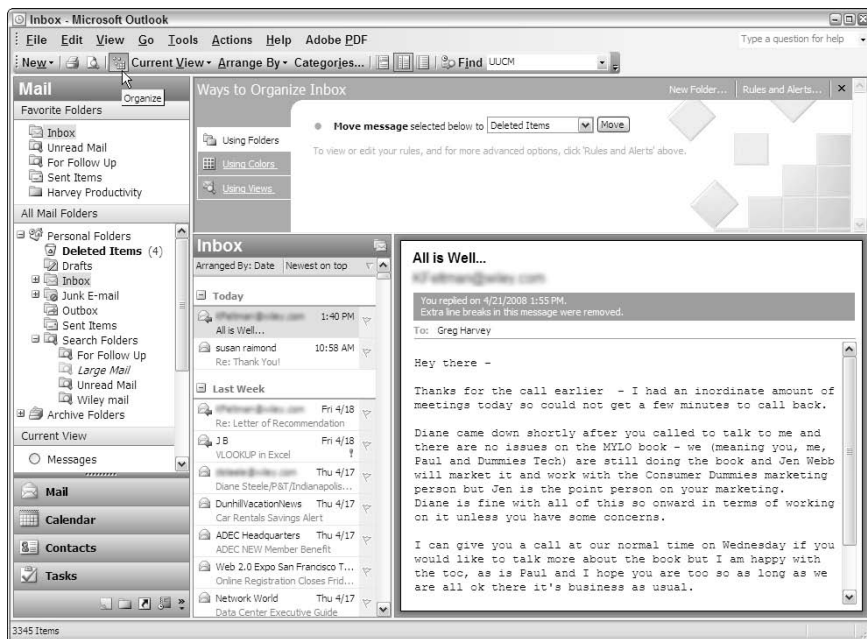 Inbox - Microsoft Outlook
File Edit View Go Tools Actions Help Adobe PDF
Type a question for help
New Current View Arrange By Categories... Find UUCM
Organize
Mail
Favorite Folders
Inbox
Unread Mail
For Follow Up
Sent Items
Harvey Productivity
All Mail Folders
Personal Folders
Deleted Items (4)
Drafts
Inbox
Junk E-mail
Outbox
Sent Items
Search Folders
For Follow Up
Large Mail
Unread Mail
Wiley mail
Archive Folders
Current View
Messages
Mail
Calendar
Contacts
Tasks
3345 Items
Ways to Organize Inbox
New Folder... Rules and Alerts...
Using Folders
Using Colors
Using Views
Move message selected below to Deleted Items Move
To view or edit your rules, and for more advanced options, click 'Rules and Alerts' above.
Inbox
Arranged By: Date Newest on top
Today
1:40 PM
All is Well...
susan raimond 10:58 AM
Re: Thank You!
Last Week
Fri 4/18
Re: Letter of Recommendation
J B Fri 4/18
VLOOKUP in Excel
Thu 4/17
Diane Steele/P&T/Indianapolis...
DunhillVacationNews Thu 4/17
Car Rentals Savings Alert
ADEC Headquarters Thu 4/17
ADEC NEW Member Benefit
Web 2.0 Expo San Francisco T...
Online Registration Closes Frid...
Network World Thu 4/17
Data Center Executive Guide
All is Well...
You replied on 4/21/2008 1:55 PM.
Extra line breaks in this message were removed.
To: Greg Harvey
Hey there -
Thanks for the call earlier - I had an inordinate amount of
meetings today so could not get a few minutes to call back.
Diane came down shortly after you called to talk to me and
there are no issues on the MYLO book - we (meaning you, me,
Paul and Dummies Tech) are still doing the book and Jen Webb
will market it and work with the Consumer Dummies marketing
person but Jen is the point person on your marketing.
Diane is fine with all of this so onward in terms of working
on it unless you have some concerns.
I can give you a call at our normal time on Wednesday if you
would like to talk more about the book but I am happy with
the toc, as is Paul and I hope you are too so as long as we
are all ok there it's business as usual.